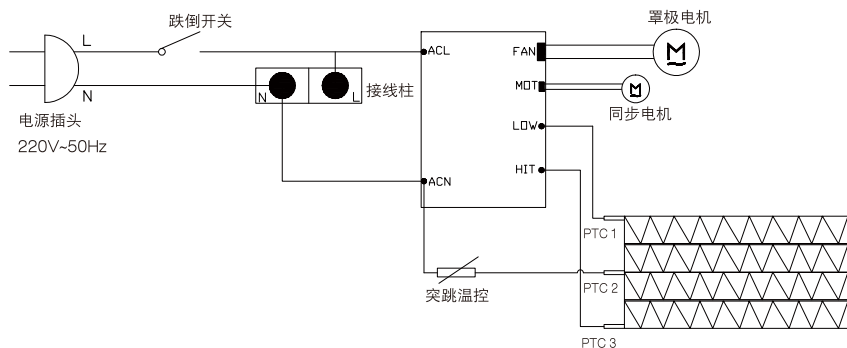 跌倒开关
L
N
电源插头
220V~50Hz
N
L
接线柱
ACL
ACN
FAN
MOT
LOW
HIT
罩极电机
M
M
同步电机
突跳温控
PTC 1
PTC 2
PTC 3